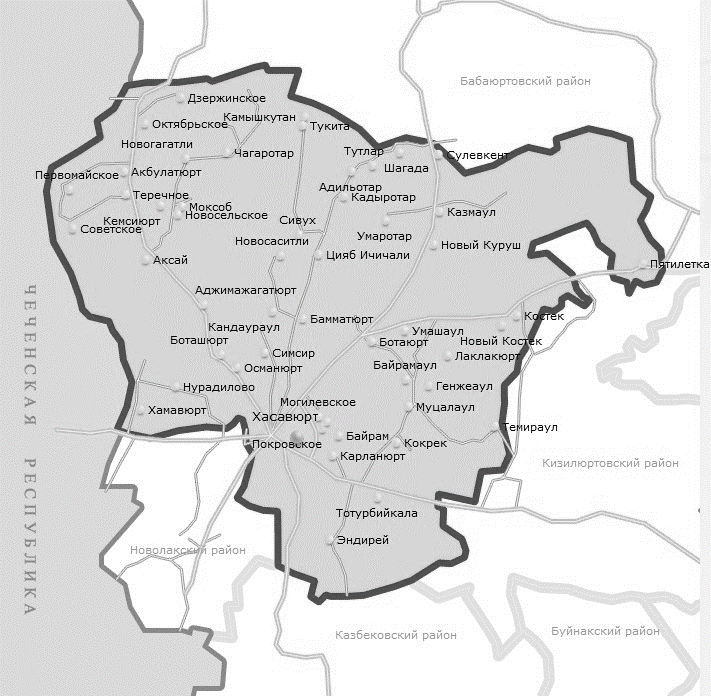 Бабаюртовский район
Дзержинское
Камышкутан
Октябрьское
Тукита
Новогагатли
Чагаротар
Тутлар
Сулевкент
Шагада
Первомайское
Акбулатюрт
Адильотар
Кадыротар
Теречное
Моксоб
Новосельское
Кемсиюрт
Казмаул
Сивух
Умаротар
Советское
Новосаситли
Новый Куруш
Аксай
Цияб Ичичали
Пятилетка
Аджимажагатюрт
Бамматюрт
Костек
Кандаураул
Умашаул
Боташюрт
Ботаюрт
Новый Костек
Симсир
Лаклакюрт
Османюрт
Байрамаул
Нурадилово
Генжеаул
Могилевское
Хамавюрт
Хасавюрт
Муцалаул
Темираул
Покровское
Байрам
Кокрек
Карланюрт
Кизилюртовский район
Тотурбийкала
Эндирей
Новолакский район
Казбековский район
Буйнакский район
ЧЕЧЕНСКАЯ РЕСПУБЛИКА